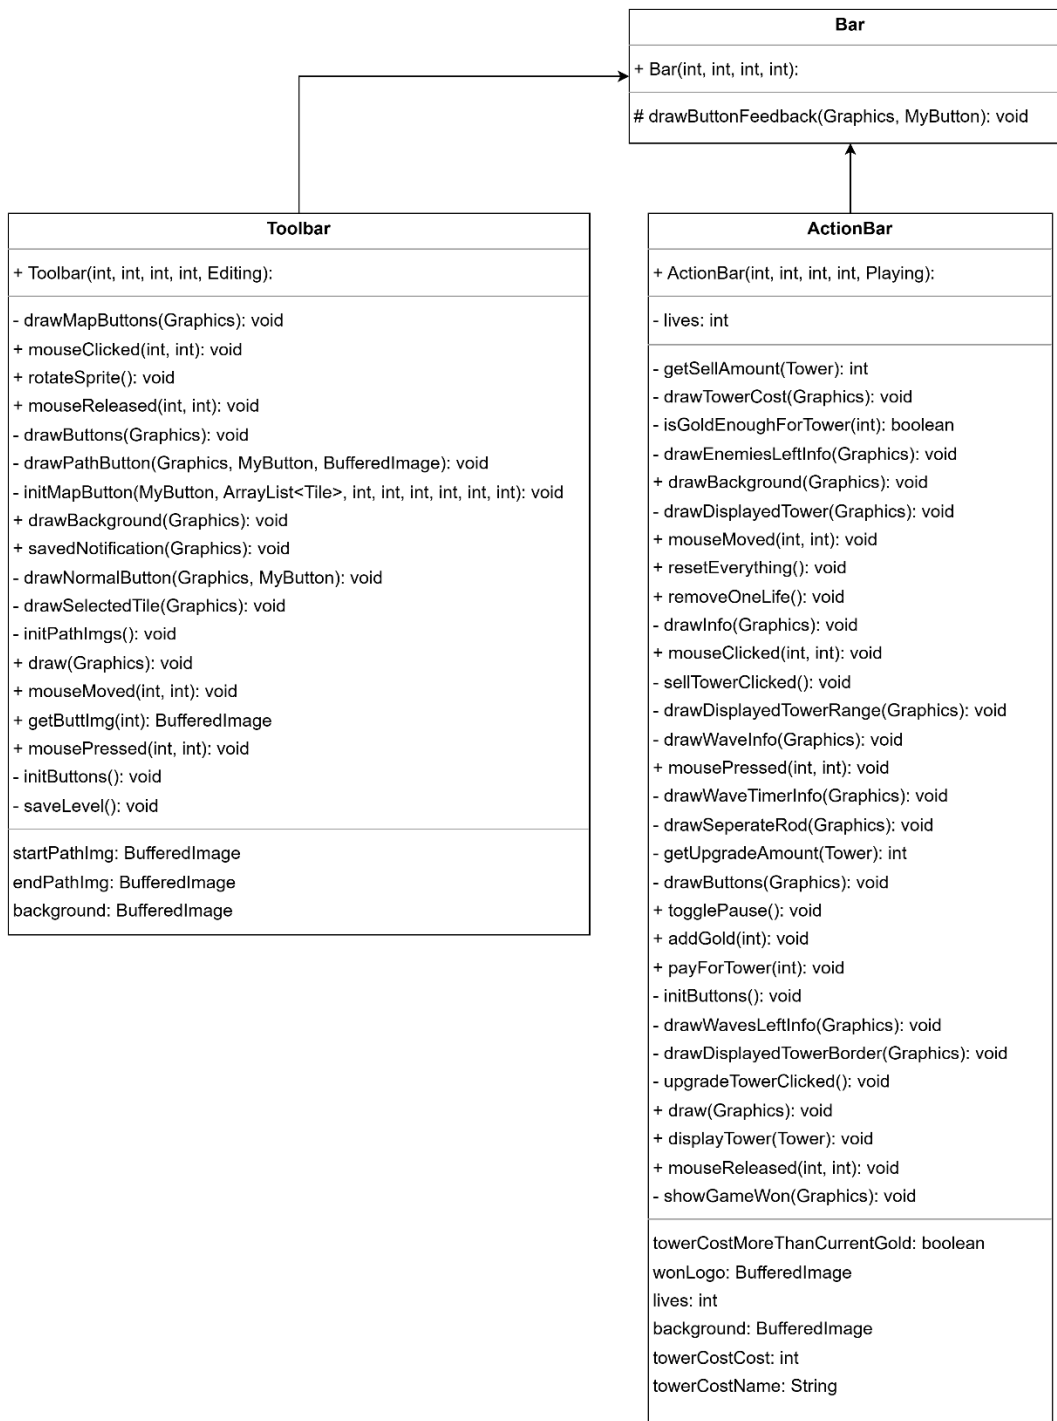 Bar
+ Bar(int, int, int, int):
# drawButtonFeedback(Graphics, MyButton): void
Toolbar
+ Toolbar(int, int, int, int, Editing):
- drawMapButtons(Graphics): void
+ mouseClicked(int, int): void
+ rotateSprite(): void
+ mouseReleased(int, int): void
- drawButtons(Graphics): void
- drawPathButton(Graphics, MyButton, BufferedImage): void
- initMapButton(MyButton, ArrayList<Tile>, int, int, int, int, int, int): void
+ drawBackground(Graphics): void
+ savedNotification(Graphics): void
- drawNormalButton(Graphics, MyButton): void
- drawSelectedTile(Graphics): void
- initPathImgs(): void
+ draw(Graphics): void
+ mouseMoved(int, int): void
+ getButtImg(int): BufferedImage
+ mousePressed(int, int): void
- initButtons(): void
- saveLevel(): void
startPathImg: BufferedImage
endPathImg: BufferedImage
background: BufferedImage
ActionBar
+ ActionBar(int, int, int, int, Playing):
- lives: int
- getSellAmount(Tower): int
- drawTowerCost(Graphics): void
- isGoldEnoughForTower(int): boolean
- drawEnemiesLeftInfo(Graphics): void
+ drawBackground(Graphics): void
- drawDisplayedTower(Graphics): void
+ mouseMoved(int, int): void
+ resetEverything(): void
+ removeOneLife(): void
- drawInfo(Graphics): void
+ mouseClicked(int, int): void
- sellTowerClicked(): void
- drawDisplayedTowerRange(Graphics): void
- drawWaveInfo(Graphics): void
+ mousePressed(int, int): void
- drawWaveTimerInfo(Graphics): void
- drawSeperateRod(Graphics): void
- getUpgradeAmount(Tower): int
- drawButtons(Graphics): void
+ togglePause(): void
+ addGold(int): void
+ payForTower(int): void
- initButtons(): void
- drawWavesLeftInfo(Graphics): void
- drawDisplayedTowerBorder(Graphics): void
- upgradeTowerClicked(): void
+ draw(Graphics): void
+ displayTower(Tower): void
+ mouseReleased(int, int): void
- showGameWon(Graphics): void
towerCostMoreThanCurrentGold: boolean
wonLogo: BufferedImage
lives: int
background: BufferedImage
towerCostCost: int
towerCostName: String